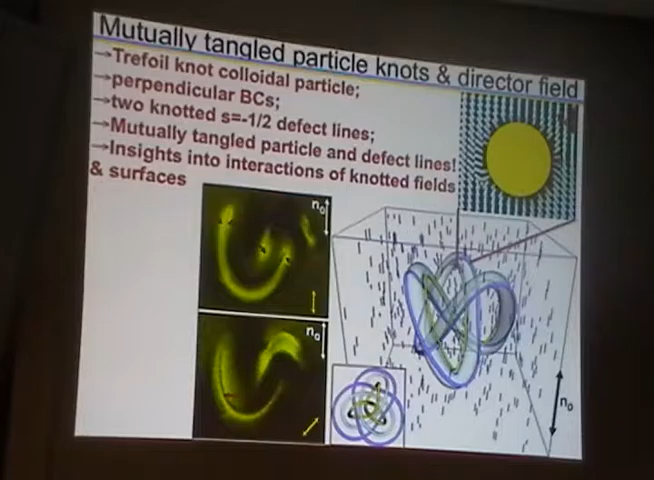 Mutually tangled particle knots & director field
→Trefoil knot colloidal particle;
→perpendicular BCs;
→two knotted s=-1/2 defect lines;
→Mutually tangled particle and defect lines!
→Insights into interactions of knotted fields
& surfaces
n₀
n₀
n₀